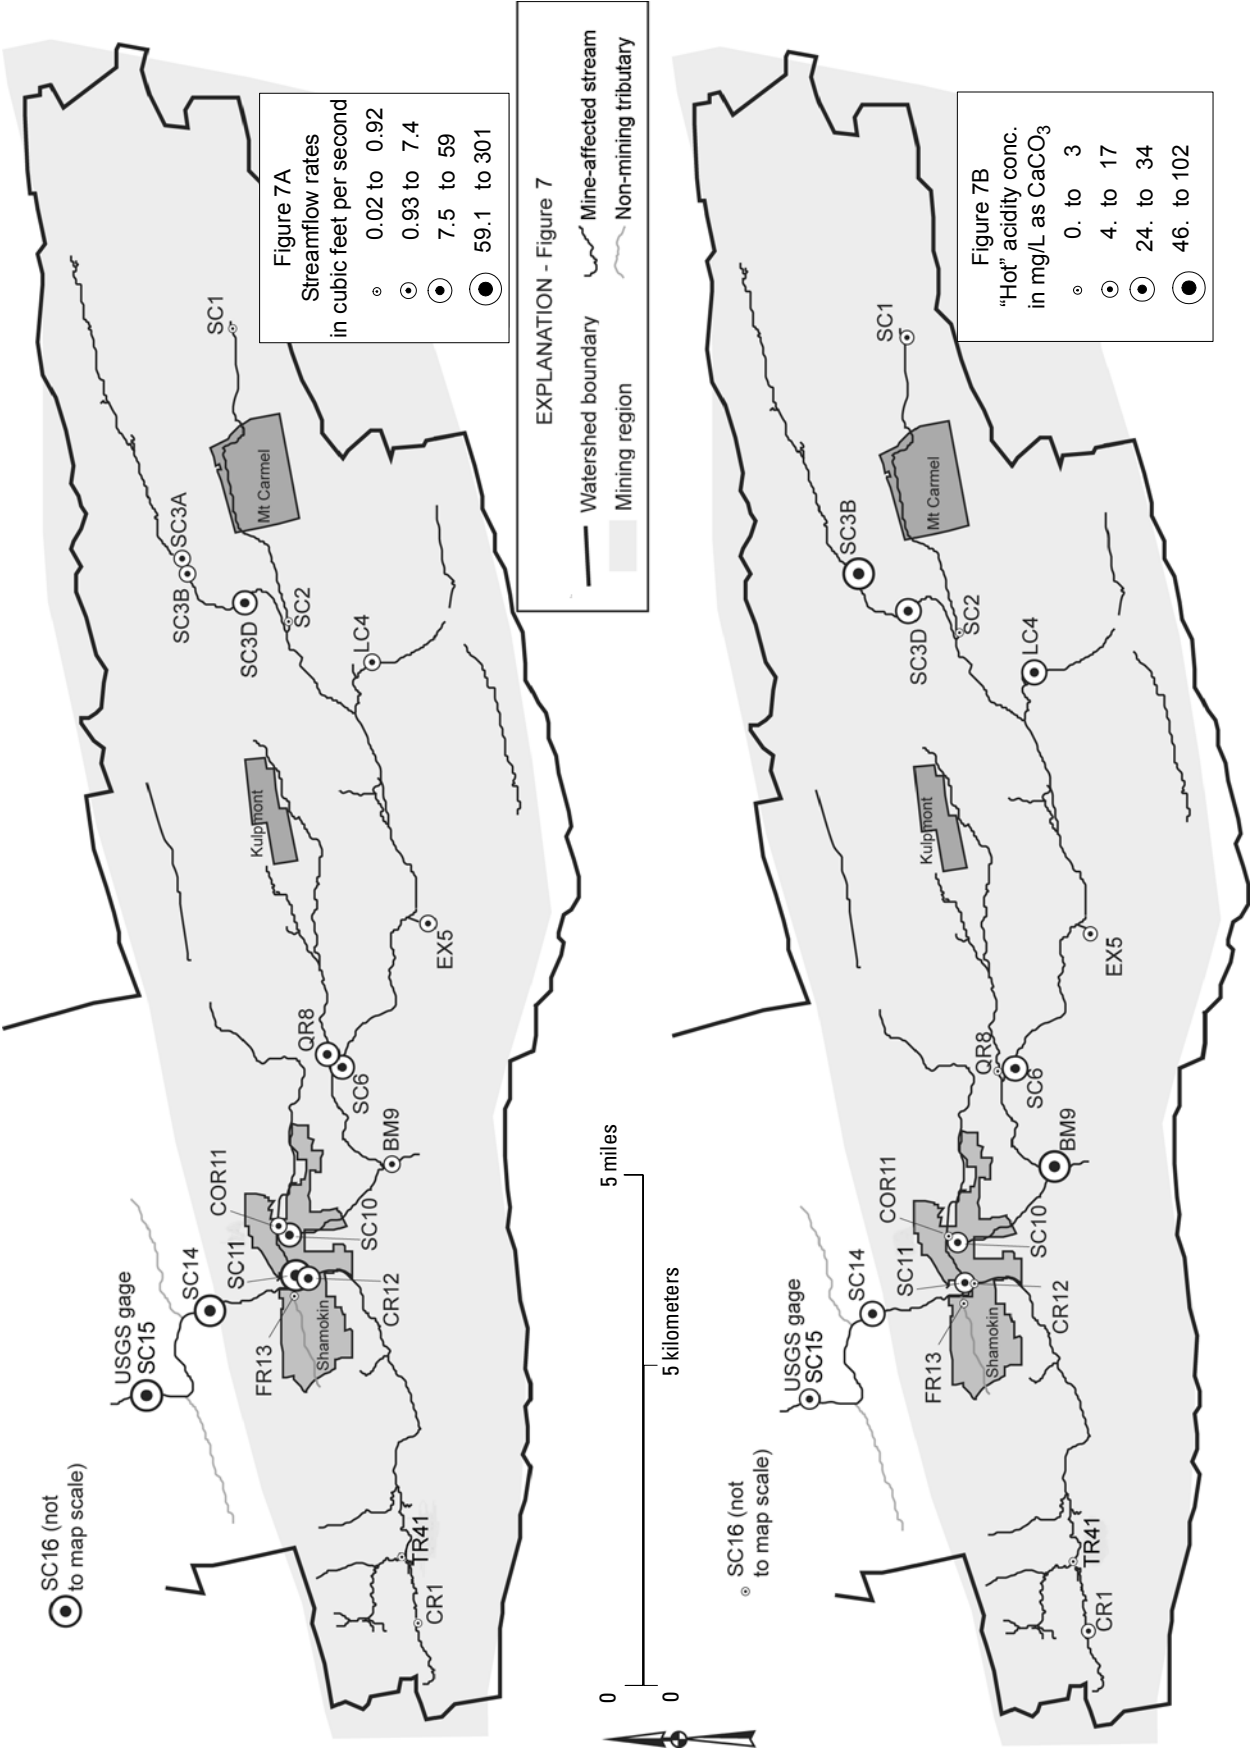 SC16 (not
to map scale)
USGS gage
SC15
SC14
SC11
COR11
FR13
Shamokin
CR12
SC10
CR1
TR41
BM9
QR8
SC6
EX5
Kulpmont
LC4
SC3D
SC3B
SC3A
SC2
Mt Carmel
SC1
Figure 7A
Streamflow rates
in cubic feet per second
0.02 to 0.92
0.93 to 7.4
7.5 to 59
59.1 to 301
0 5 miles
0 5 kilometers
EXPLANATION - Figure 7
Watershed boundary
Mine-affected stream
Mining region
Non-mining tributary
SC16 (not
to map scale)
USGS gage
SC15
SC14
SC11
COR11
FR13
Shamokin
CR12
SC10
CR1
TR41
BM9
QR8
SC6
EX5
Kulpmont
LC4
SC3D
SC3B
SC2
Mt Carmel
SC1
Figure 7B
“Hot” acidity conc.
in mg/L as CaCO3
0. to 3
4. to 17
24. to 34
46. to 102